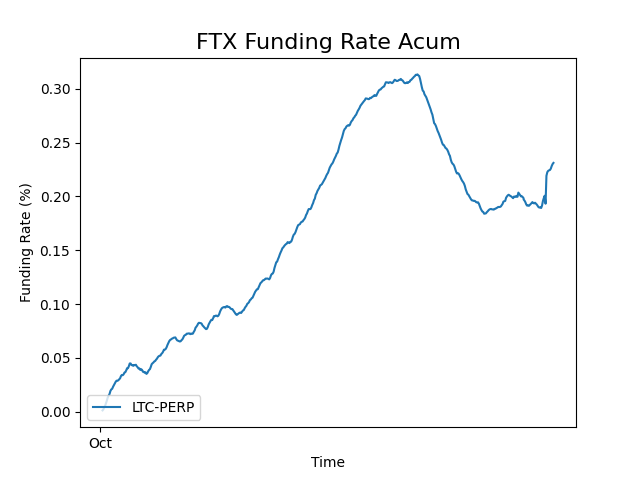 FTX Funding Rate Acum
Funding Rate (%)
0.30
0.25
0.20
0.15
0.10
0.05
0.00
LTC-PERP
Oct
Time